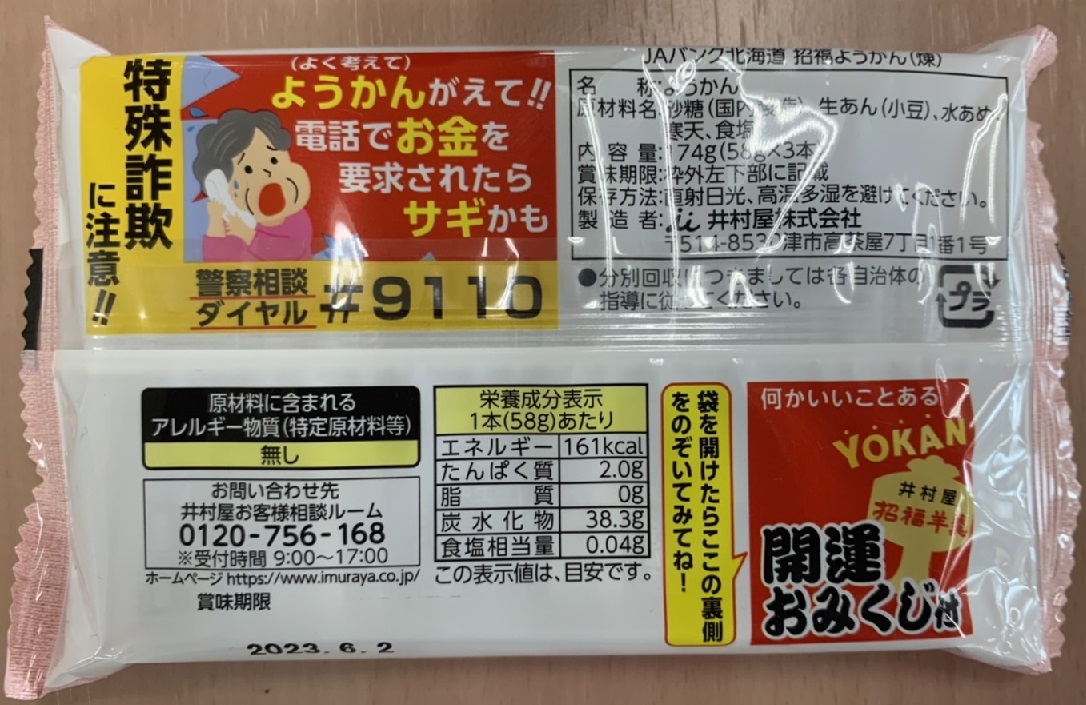 特殊詐欺
に注意!!
(よく考えて)
ようかんがえて!!
電話でお金を
要求されたら
サギかも
警察相談
ダイヤル
#9110
JAバンク北海道 招福ようかん(煉)
名 称:ようかん
原材料名:砂糖(国内製造)、生あん(小豆)、水あめ、
寒天、食塩
内容量:174g(58g×3本)
賞味期限:枠外左下部に記載
保存方法:直射日光、高温多湿を避けてください。
製造者:井村屋株式会社
〒514-8530津市高茶屋7丁目1番1号
●分別回収につきましては各自治体の
指導に従ってください。
プラ
原材料に含まれる
アレルギー物質(特定原材料等)
無し
お問い合わせ先
井村屋お客様相談ルーム
0120-756-168
※受付時間 9:00~17:00
ホームページ https://www.imuraya.co.jp/
賞味期限
2023.6.2
栄養成分表示
1本(58g)あたり
エネルギー 161kcal
たんぱく質 2.0g
脂質 0g
炭水化物 38.3g
食塩相当量 0.04g
この表示値は、目安です。
袋を開けたらここの裏側
をのぞいてみてね!
何かいいことある
YOKAN
井村屋
招福羊羹
開運
おみくじ付